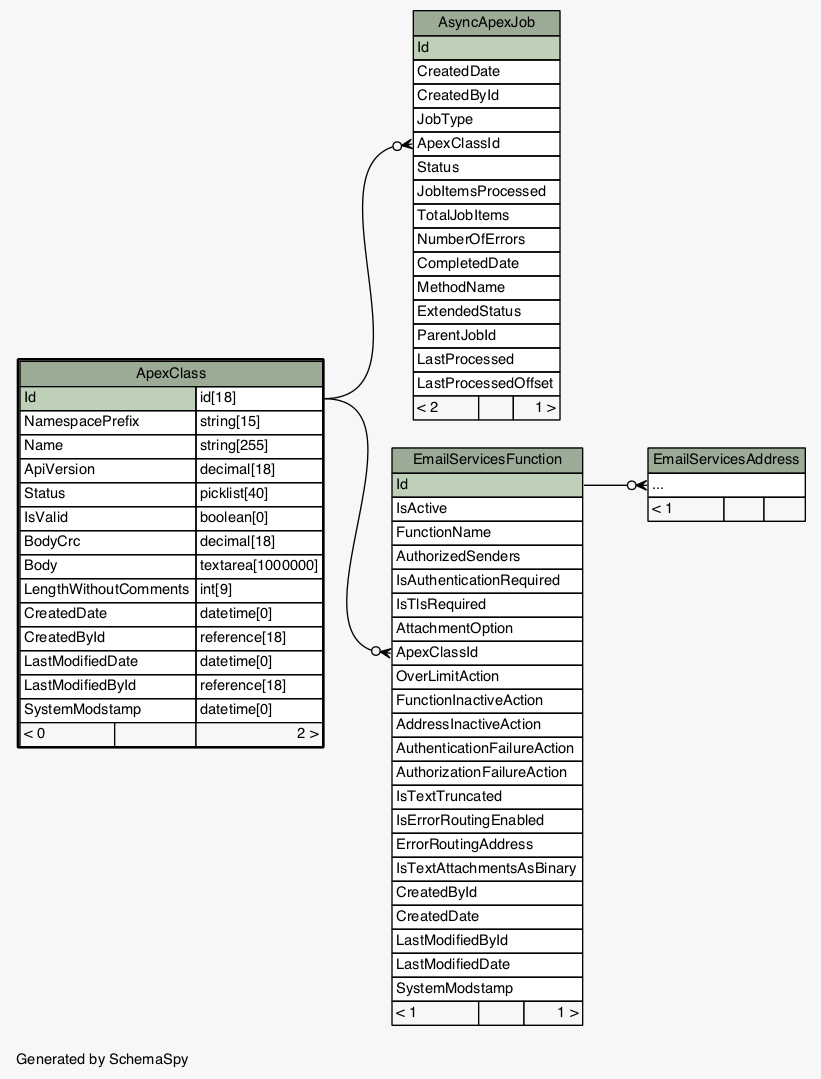 AsyncApexJob
Id
CreatedDate
CreatedById
JobType
ApexClassId
Status
JobItemsProcessed
TotalJobItems
NumberOfErrors
CompletedDate
MethodName
ExtendedStatus
ParentJobId
LastProcessed
LastProcessedOffset
< 2 1 >
ApexClass
Id id[18]
NamespacePrefix string[15]
Name string[255]
ApiVersion decimal[18]
Status picklist[40]
IsValid boolean[0]
BodyCrc decimal[18]
Body textarea[1000000]
LengthWithoutComments int[9]
CreatedDate datetime[0]
CreatedById reference[18]
LastModifiedDate datetime[0]
LastModifiedById reference[18]
SystemModstamp datetime[0]
< 0 2 >
EmailServicesFunction
Id
IsActive
FunctionName
AuthorizedSenders
IsAuthenticationRequired
IsTlsRequired
AttachmentOption
ApexClassId
OverLimitAction
FunctionInactiveAction
AddressInactiveAction
AuthenticationFailureAction
AuthorizationFailureAction
IsTextTruncated
IsErrorRoutingEnabled
ErrorRoutingAddress
IsTextAttachmentsAsBinary
CreatedById
CreatedDate
LastModifiedById
LastModifiedDate
SystemModstamp
< 1 1 >
EmailServicesAddress
...
< 1
Generated by SchemaSpy